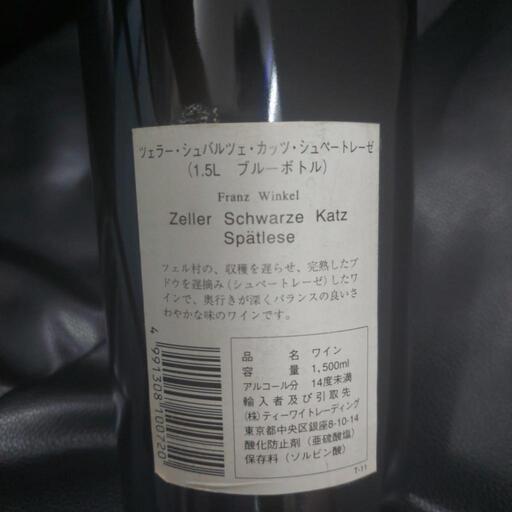 ツェラー・シュバルツェ・カッツ・シュペートレーゼ
(1.5L ブルーボトル)
Franz Winkel
Zeller Schwarze Katz
Spätlese
ツェル村の、収穫を遅らせ、完熟したブ
ドウを遅摘み(シュペートレーゼ)したワ
インで、奥行きが深くバランスの良いさ
わやかな味のワインです。
4 991308 100720
品名 ワイン
容量 1,500ml
アルコール分 14度未満
輸入者及び引取先
(株)ティーワイトレーディング
東京都中央区銀座8-10-14
酸化防止剤(亜硫酸塩)
保存料(ソルビン酸)
T-11